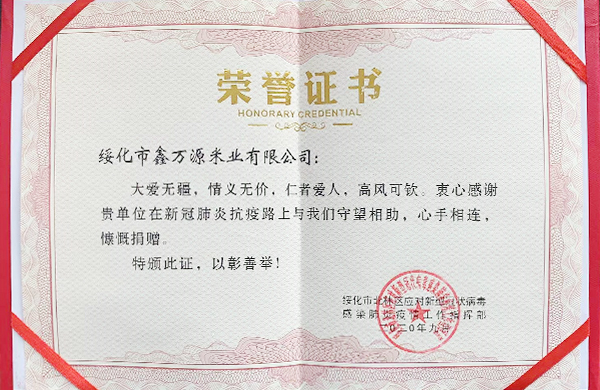 荣誉证书
HONORARY CREDENTIAL
绥化市鑫万源米业有限公司：
大爱无疆，情义无价，仁者爱人，高风可钦。衷心感谢
贵单位在新冠肺炎抗疫路上与我们守望相助，心手相连，
慷慨捐赠。
特颁此证，以彰善举！
绥化市北林区应对新 状病毒
感染肺 疫情工作指挥部
二〇二〇年九